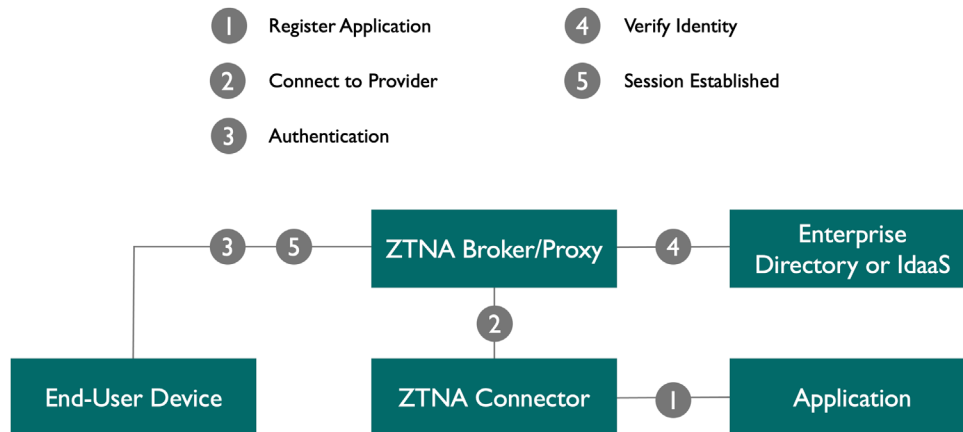 1 Register Application
4 Verify Identity
2 Connect to Provider
5 Session Established
3 Authentication
3
5
ZTNA Broker/Proxy
4
Enterprise
Directory or IdaaS
2
End-User Device
ZTNA Connector
1
Application